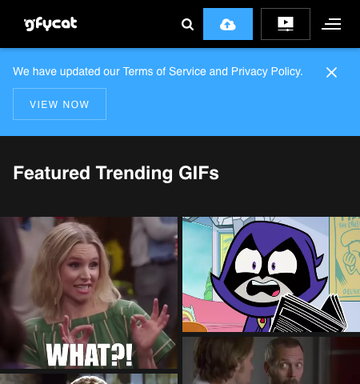 gfycat
We have updated our Terms of Service and Privacy Policy.
VIEW NOW
Featured Trending GIFs
WHAT?!